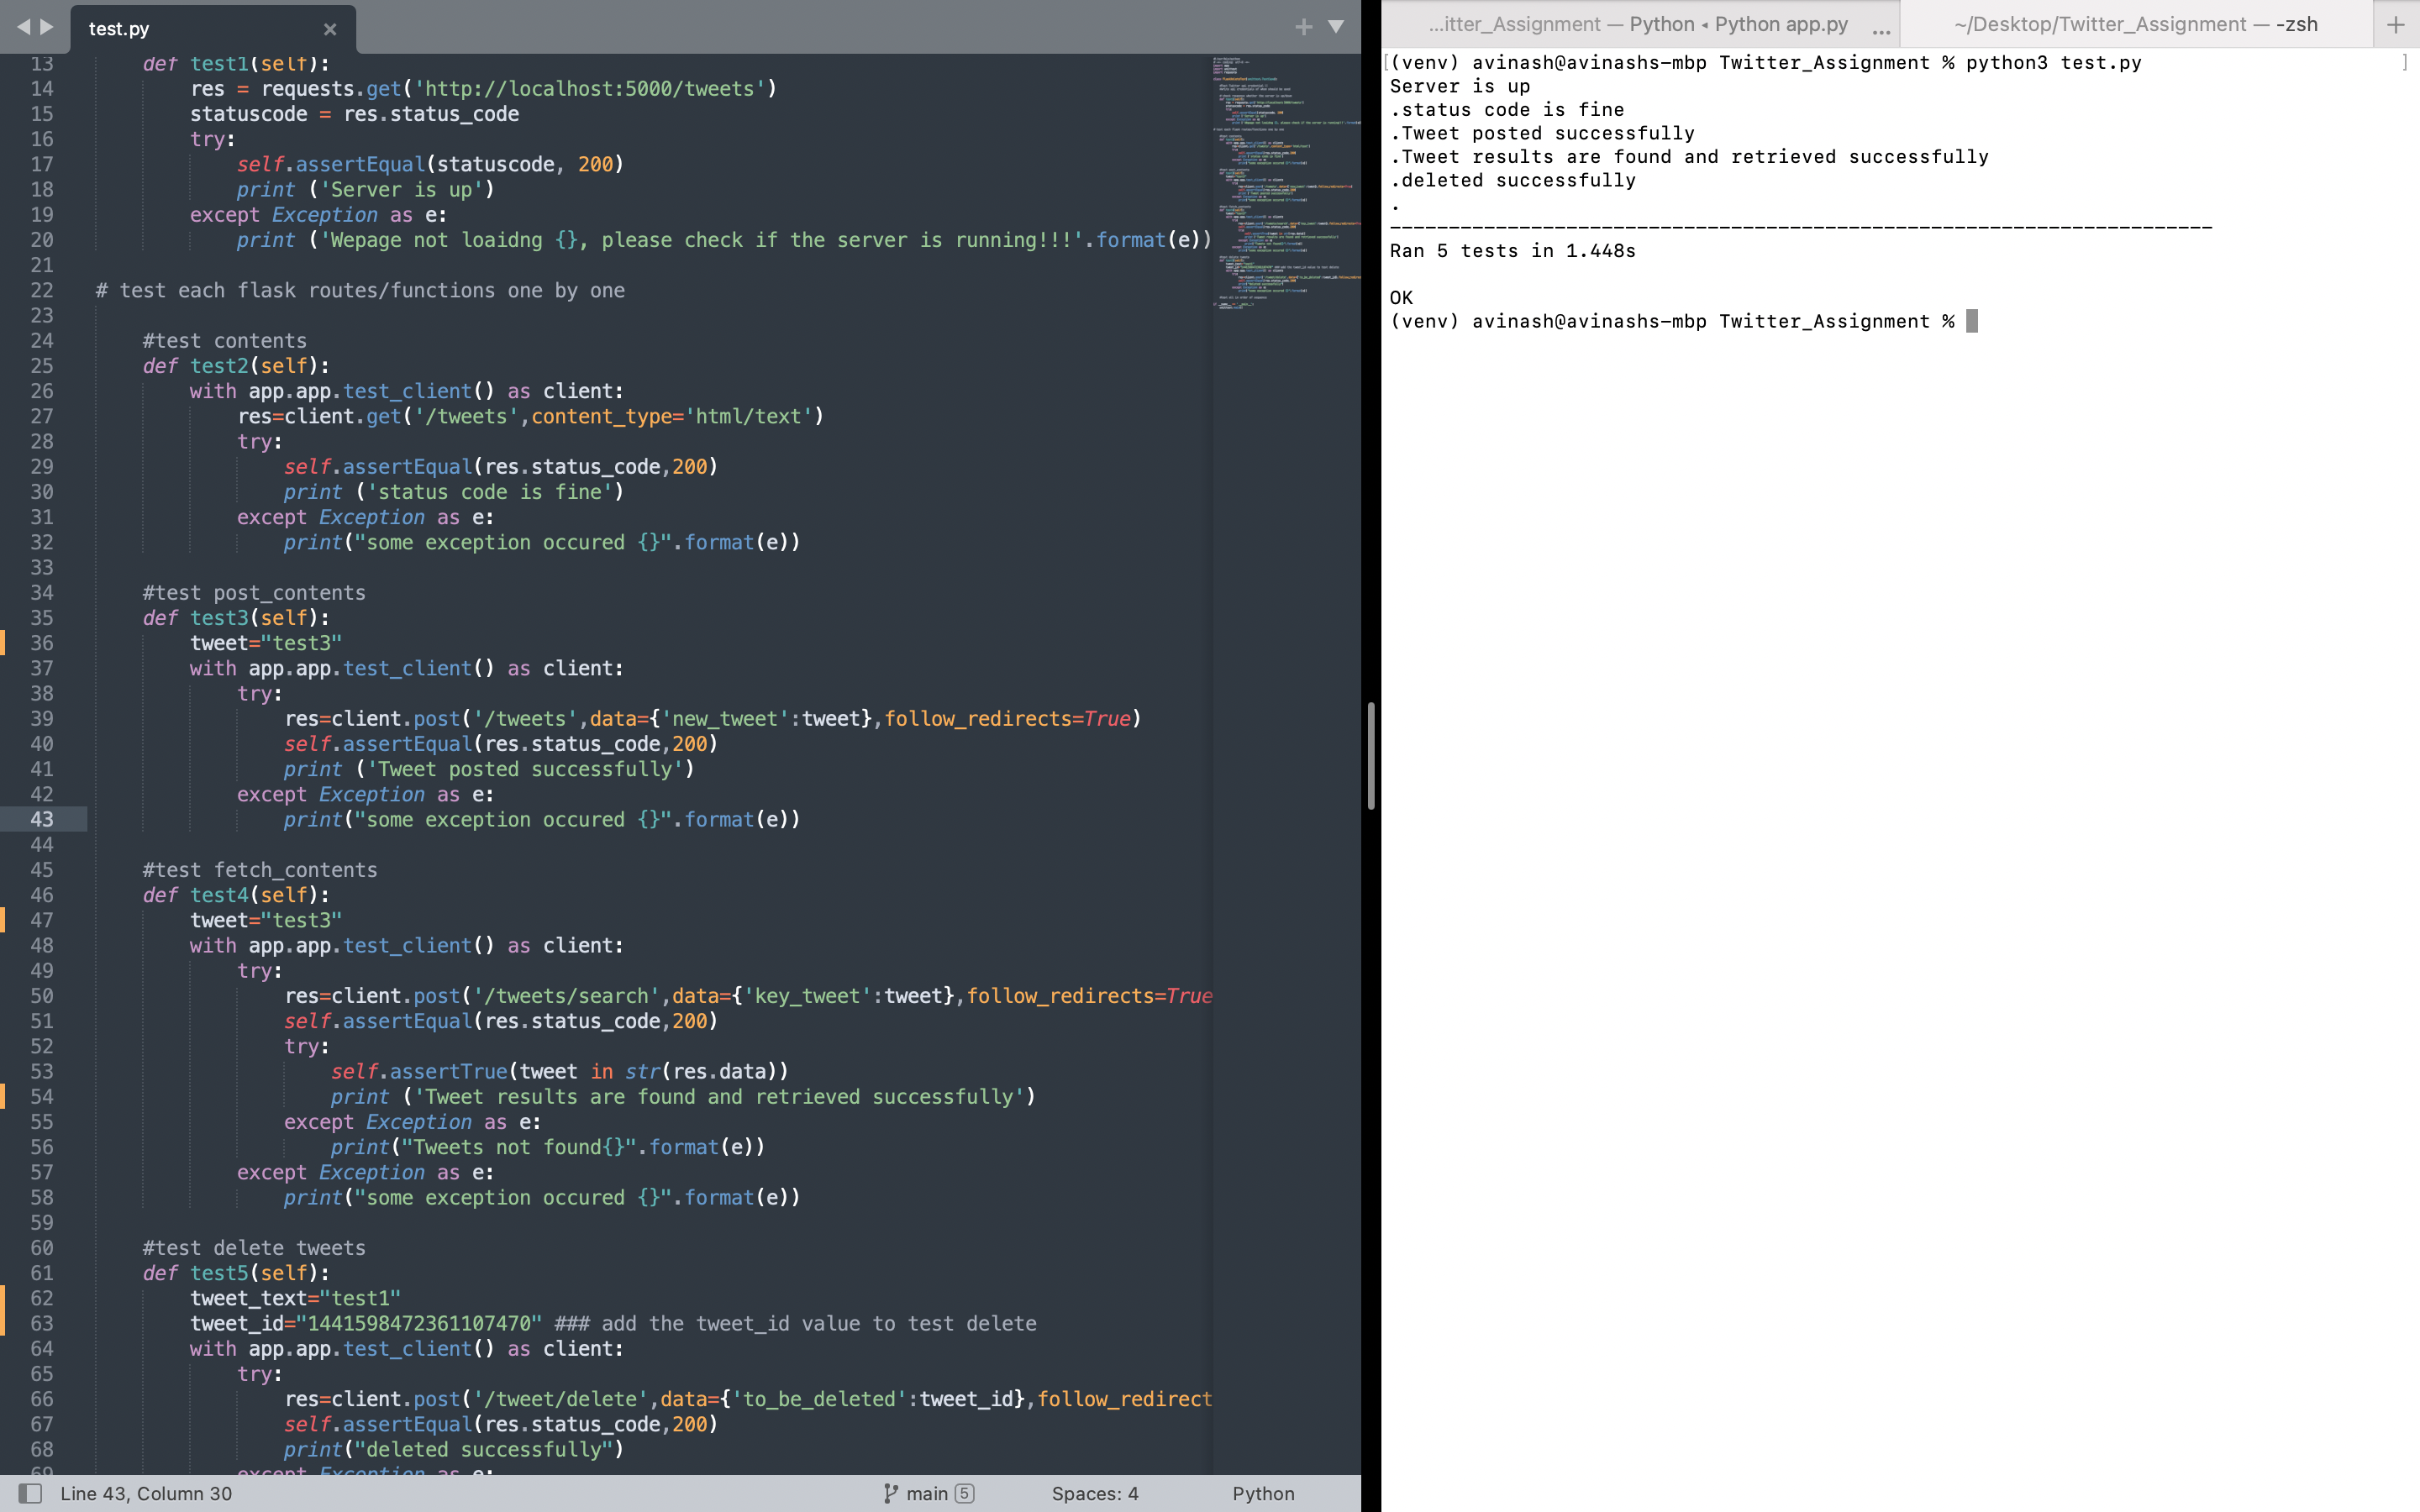 test.py
13 def test1(self):
14 res = requests.get('http://localhost:5000/tweets')
15 statuscode = res.status_code
16 try:
17 self.assertEqual(statuscode, 200)
18 print ('Server is up')
19 except Exception as e:
20 print ('Wepage not loaidng {}, please check if the server is running!!!'.format(e))
21
22 # test each flask routes/functions one by one
23
24 #test contents
25 def test2(self):
26 with app.app.test_client() as client:
27 res=client.get('/tweets',content_type='html/text')
28 try:
29 self.assertEqual(res.status_code,200)
30 print ('status code is fine')
31 except Exception as e:
32 print("some exception occured {}".format(e))
33
34 #test post_contents
35 def test3(self):
36 tweet="test3"
37 with app.app.test_client() as client:
38 try:
39 res=client.post('/tweets',data={'new_tweet':tweet},follow_redirects=True)
40 self.assertEqual(res.status_code,200)
41 print ('Tweet posted successfully')
42 except Exception as e:
43 print("some exception occured {}".format(e))
44
45 #test fetch_contents
46 def test4(self):
47 tweet="test3"
48 with app.app.test_client() as client:
49 try:
50 res=client.post('/tweets/search',data={'key_tweet':tweet},follow_redirects=True
51 self.assertEqual(res.status_code,200)
52 try:
53 self.assertTrue(tweet in str(res.data))
54 print ('Tweet results are found and retrieved successfully')
55 except Exception as e:
56 print("Tweets not found{}".format(e))
57 except Exception as e:
58 print("some exception occured {}".format(e))
59
60 #test delete tweets
61 def test5(self):
62 tweet_text="test1"
63 tweet_id="1441598472361107470" ### add the tweet_id value to test delete
64 with app.app.test_client() as client:
65 try:
66 res=client.post('/tweet/delete',data={'to_be_deleted':tweet_id},follow_redirect
67 self.assertEqual(res.status_code,200)
68 print("deleted successfully")
69 except Exception as e:
Line 43, Column 30 main 5 Spaces: 4 Python
...itter_Assignment — Python ◂ Python app.py ... ~/Desktop/Twitter_Assignment — -zsh
[(venv) avinash@avinashs-mbp Twitter_Assignment % python3 test.py ]
Server is up
.status code is fine
.Tweet posted successfully
.Tweet results are found and retrieved successfully
.deleted successfully
.
----------------------------------------------------------------------
Ran 5 tests in 1.448s
OK
(venv) avinash@avinashs-mbp Twitter_Assignment %